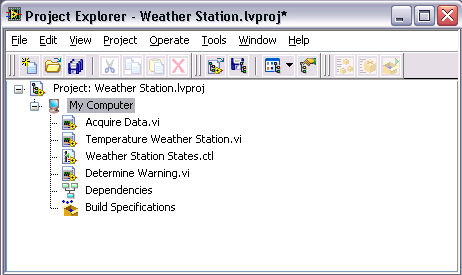 Project Explorer - Weather Station.lvproj*
File Edit View Project Operate Tools Window Help
Project: Weather Station.lvproj
My Computer
Acquire Data.vi
Temperature Weather Station.vi
Weather Station States.ctl
Determine Warning.vi
Dependencies
Build Specifications